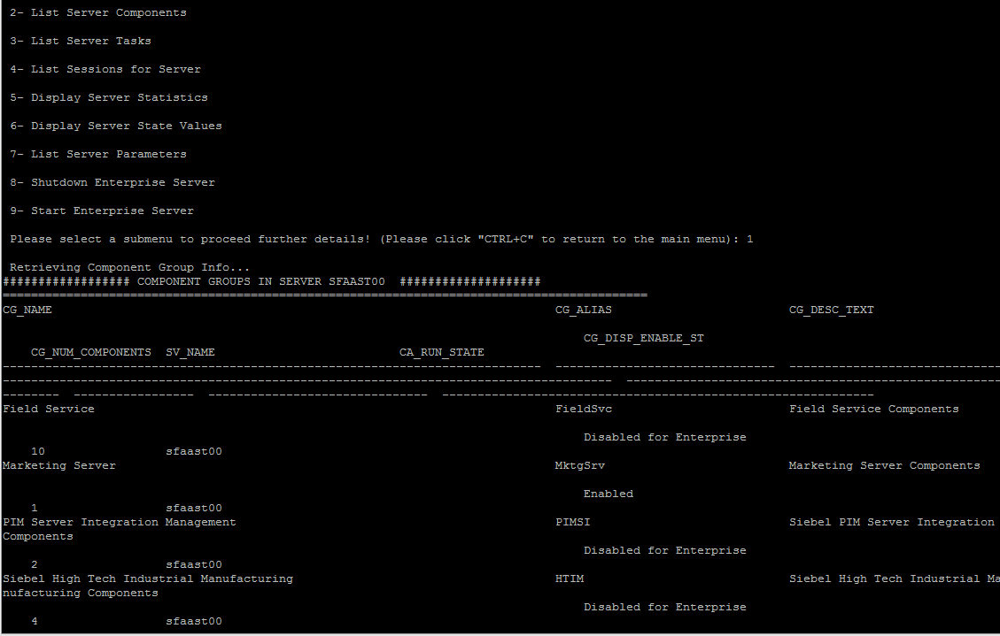 2- List Server Components
3- List Server Tasks
4- List Sessions for Server
5- Display Server Statistics
6- Display Server State Values
7- List Server Parameters
8- Shutdown Enterprise Server
9- Start Enterprise Server
Please select a submenu to proceed further details! (Please click "CTRL+C" to return to the main menu): 1
Retrieving Component Group Info...
################## COMPONENT GROUPS IN SERVER SFAAST00  ####################
===========================================================================================
CG_NAME CG_ALIAS CG_DESC_TEXT
CG_DISP_ENABLE_ST
CG_NUM_COMPONENTS SV_NAME CA_RUN_STATE
Field Service FieldSvc Field Service Components
Disabled for Enterprise
10 sfaast00
Marketing Server MktgSrv Marketing Server Components
Enabled
1 sfaast00
PIM Server Integration Management PIMSI Siebel PIM Server Integration
Components
Disabled for Enterprise
2 sfaast00
Siebel High Tech Industrial Manufacturing HTIM Siebel High Tech Industrial Ma
nufacturing Components
Disabled for Enterprise
4 sfaast00